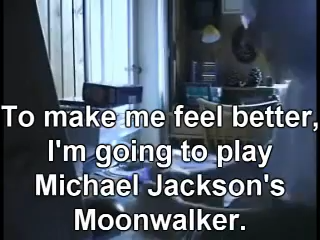 To make me feel better,
I'm going to play
Michael Jackson's
Moonwalker.